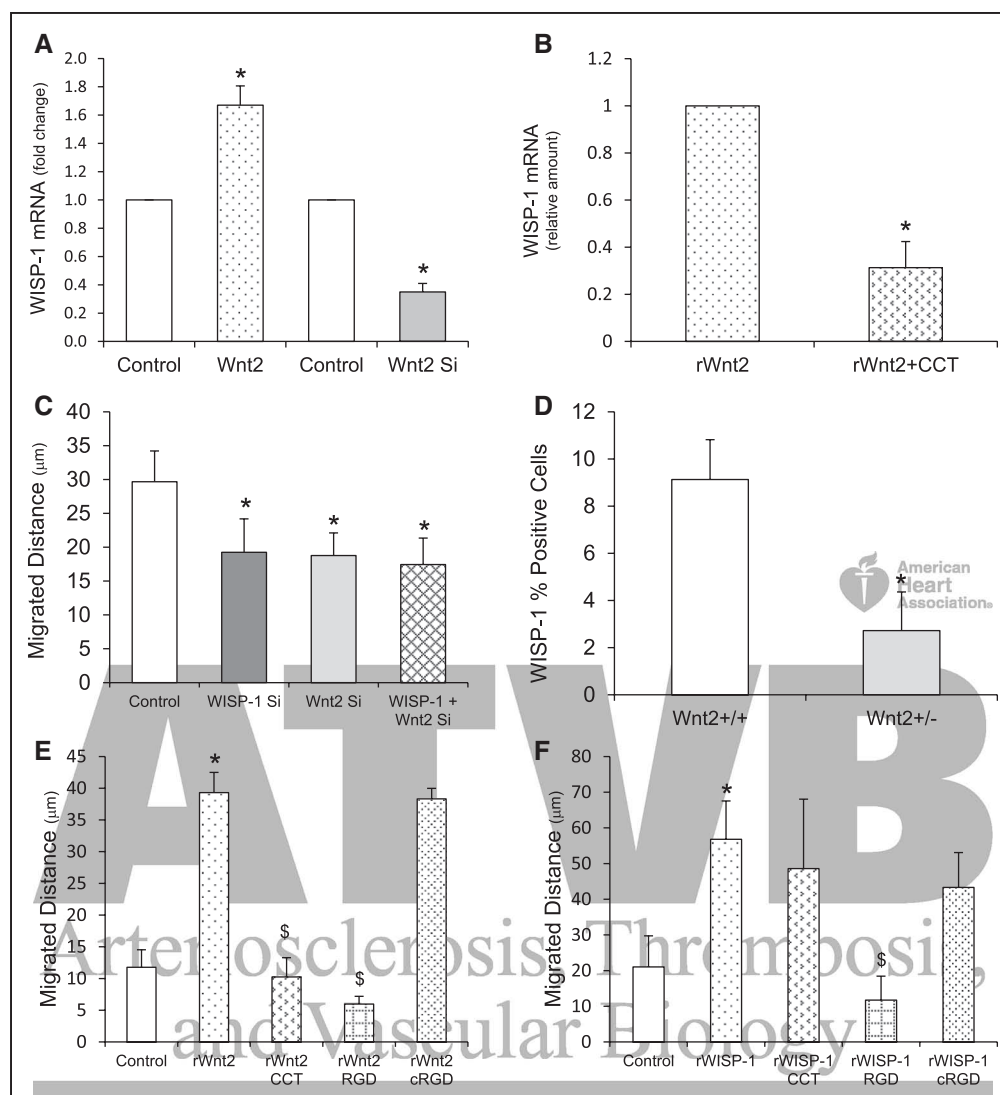 A
WISP-1 mRNA (fold change)
2.0
1.8
1.6
1.4
1.2
1.0
0.8
0.6
0.4
0.2
0.0
*
*
Control Wnt2 Control Wnt2 Si
B
WISP-1 mRNA
(relative amount)
1.2
1
0.8
0.6
0.4
0.2
0
*
rWnt2 rWnt2+CCT
C
Migrated Distance (µm)
40
35
30
25
20
15
10
5
0
*
*
*
Control WISP-1 Si Wnt2 Si WISP-1 +
Wnt2 Si
D
WISP-1 % Positive Cells
12
10
8
6
4
2
0
*
Wnt2+/+ Wnt2+/-
American
Heart
Association®
E
Migrated Distance (µm)
45
40
35
30
25
20
15
10
5
0
*
$
$
Control rWnt2 rWnt2 rWnt2 rWnt2
CCT RGD cRGD
F
Migrated Distance (µm)
80
70
60
50
40
30
20
10
0
*
$
Control rWISP-1 rWISP-1 rWISP-1 rWISP-1
CCT RGD cRGD
ATVB
Arteriosclerosis, Thrombosis,
and Vascular Biology